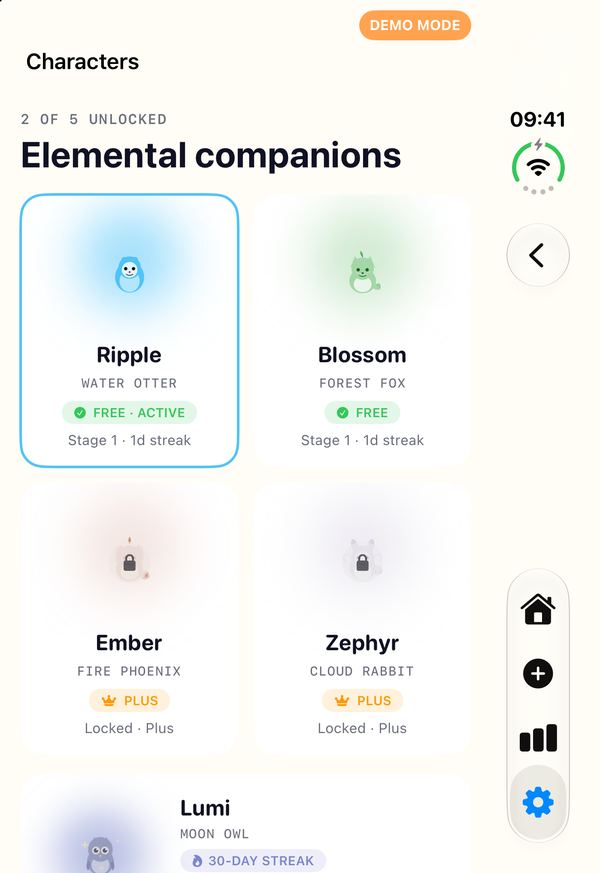 DEMO MODE
Characters
09:41
2 OF 5 UNLOCKED
Elemental companions
Ripple
WATER OTTER
FREE · ACTIVE
Stage 1 · 1d streak
Blossom
FOREST FOX
FREE
Stage 1 · 1d streak
Ember
FIRE PHOENIX
PLUS
Locked · Plus
Zephyr
CLOUD RABBIT
PLUS
Locked · Plus
Lumi
MOON OWL
30-DAY STREAK